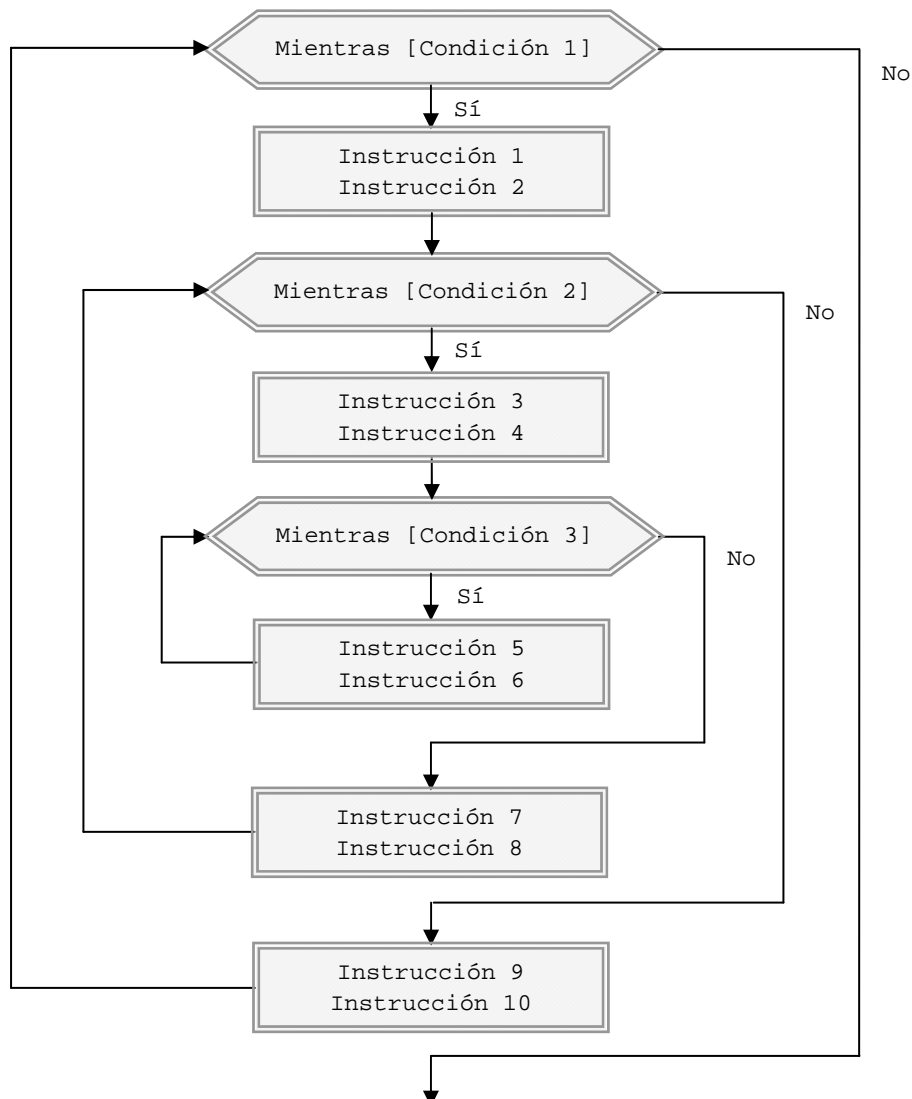 Mientras [Condición 1]
No
Sí
Instrucción 1
Instrucción 2
Mientras [Condición 2]
No
Sí
Instrucción 3
Instrucción 4
Mientras [Condición 3]
No
Sí
Instrucción 5
Instrucción 6
Instrucción 7
Instrucción 8
Instrucción 9
Instrucción 10